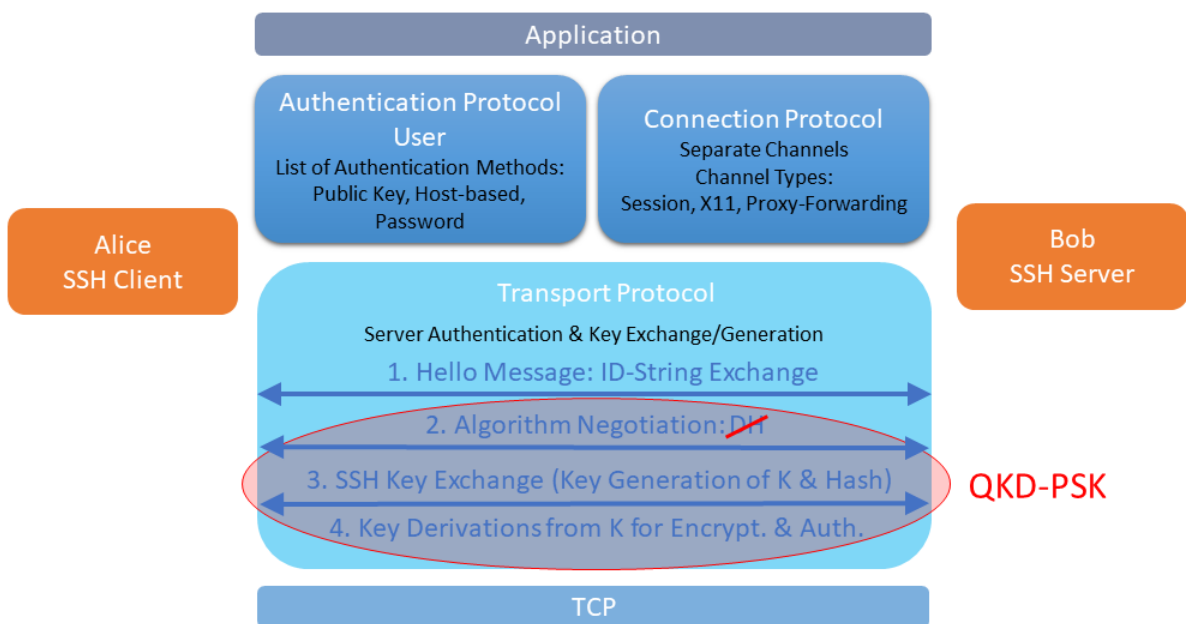 Application
Authentication Protocol
User
List of Authentication Methods:
Public Key, Host-based,
Password
Connection Protocol
Separate Channels
Channel Types:
Session, X11, Proxy-Forwarding
Alice
SSH Client
Bob
SSH Server
Transport Protocol
Server Authentication & Key Exchange/Generation
1. Hello Message: ID-String Exchange
2. Algorithm Negotiation: DH
3. SSH Key Exchange (Key Generation of K & Hash)
QKD-PSK
4. Key Derivations from K for Encrypt. & Auth.
TCP